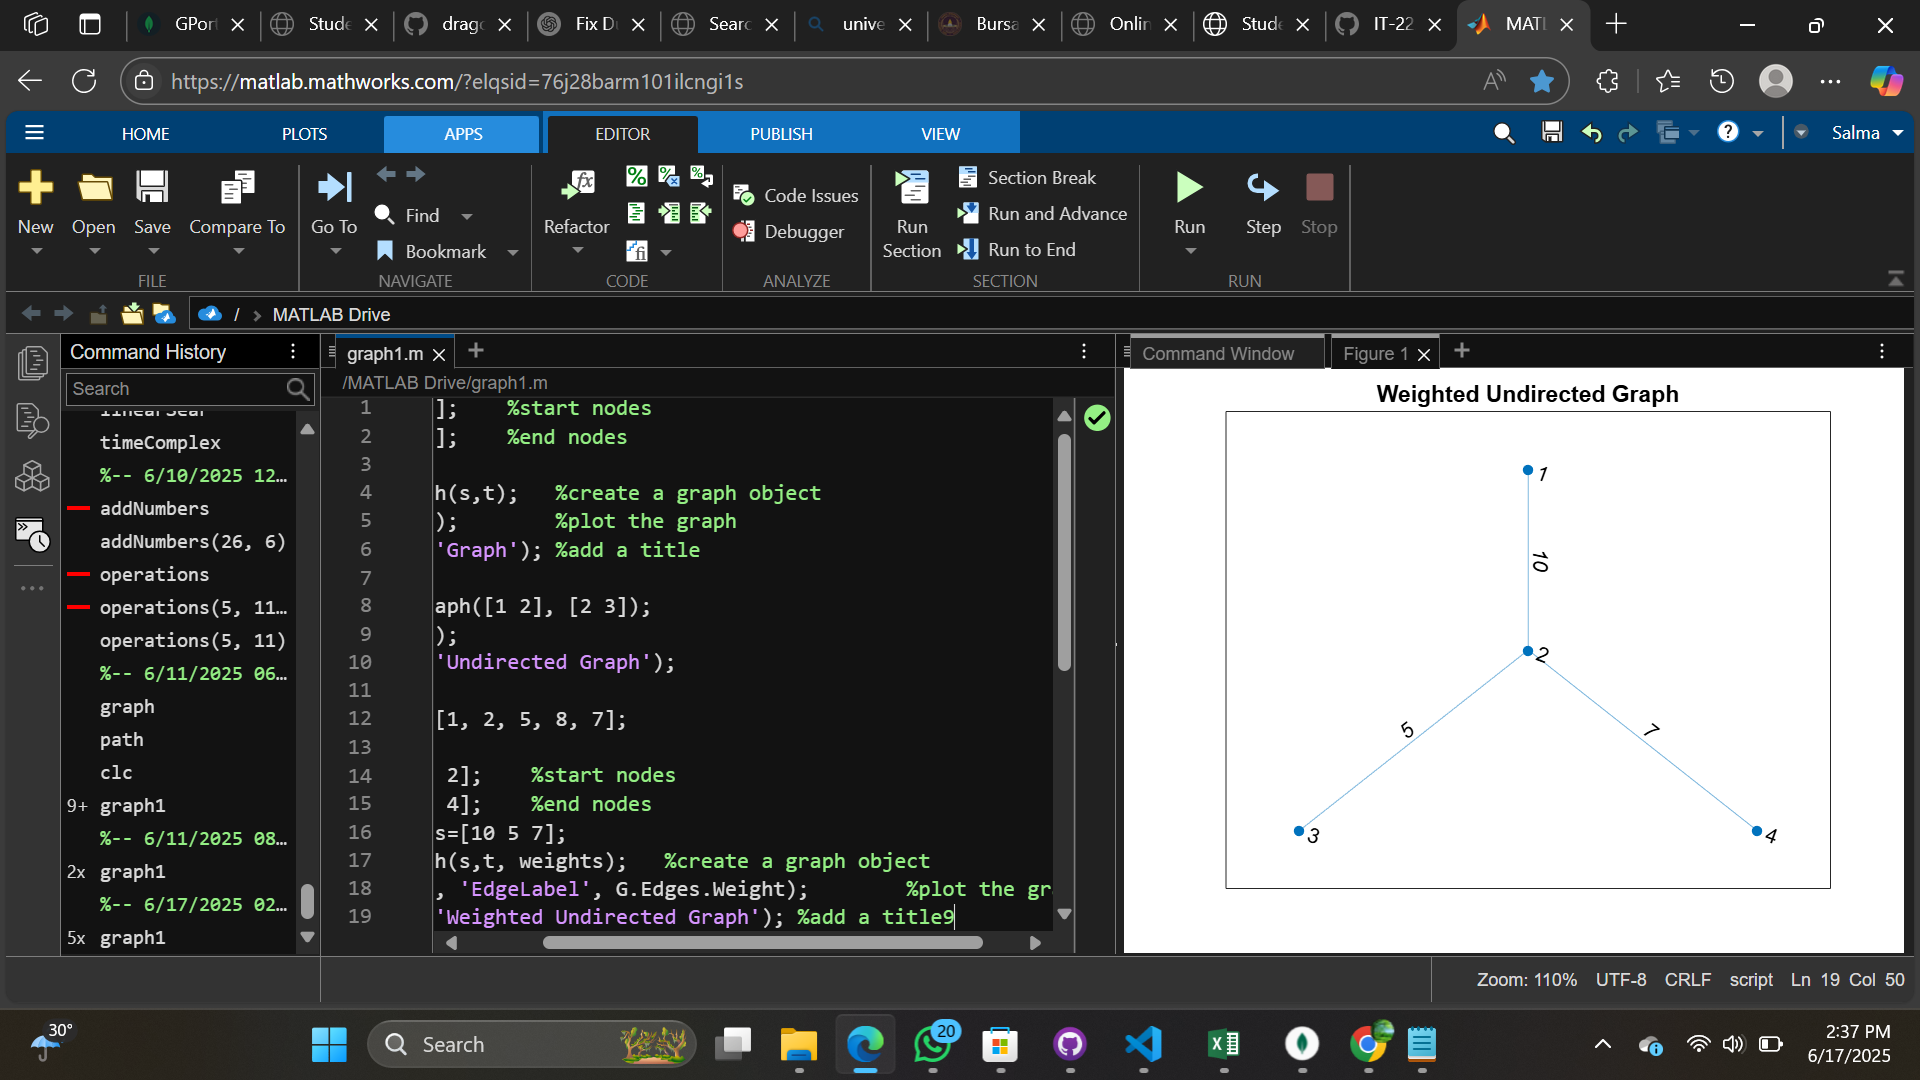 GPort
Stude
drago
Fix Du
Searc
unive
Bursa
Onlin
Stude
IT-22
MATL
https://matlab.mathworks.com/?elqsid=76j28barm101ilcngi1s
HOME PLOTS APPS EDITOR PUBLISH VIEW
Salma
New Open Save Compare To
FILE
Go To
Find
Bookmark
NAVIGATE
Refactor
CODE
Code Issues
Debugger
ANALYZE
Run Section
Section Break
Run and Advance
Run to End
SECTION
Run Step Stop
RUN
/ > MATLAB Drive
Command History
Search
timeComplex
%-- 6/10/2025 12...
addNumbers
addNumbers(26, 6)
operations
operations(5, 11...
operations(5, 11)
%-- 6/11/2025 06...
graph
path
clc
9+ graph1
%-- 6/11/2025 08...
2x graph1
%-- 6/17/2025 02...
5x graph1
graph1.m
/MATLAB Drive/graph1.m
1 ]; %start nodes
2 ]; %end nodes
3
4 h(s,t); %create a graph object
5 ); %plot the graph
6 'Graph'); %add a title
7
8 aph([1 2], [2 3]);
9 );
10 'Undirected Graph');
11
12 [1, 2, 5, 8, 7];
13
14 2]; %start nodes
15 4]; %end nodes
16 s=[10 5 7];
17 h(s,t, weights); %create a graph object
18 , 'EdgeLabel', G.Edges.Weight); %plot the gr
19 'Weighted Undirected Graph'); %add a title9
Command Window
Figure 1
Weighted Undirected Graph
1
10
2
5
7
3
4
Zoom: 110% UTF-8 CRLF script Ln 19 Col 50
30°
Search
20
2:37 PM
6/17/2025